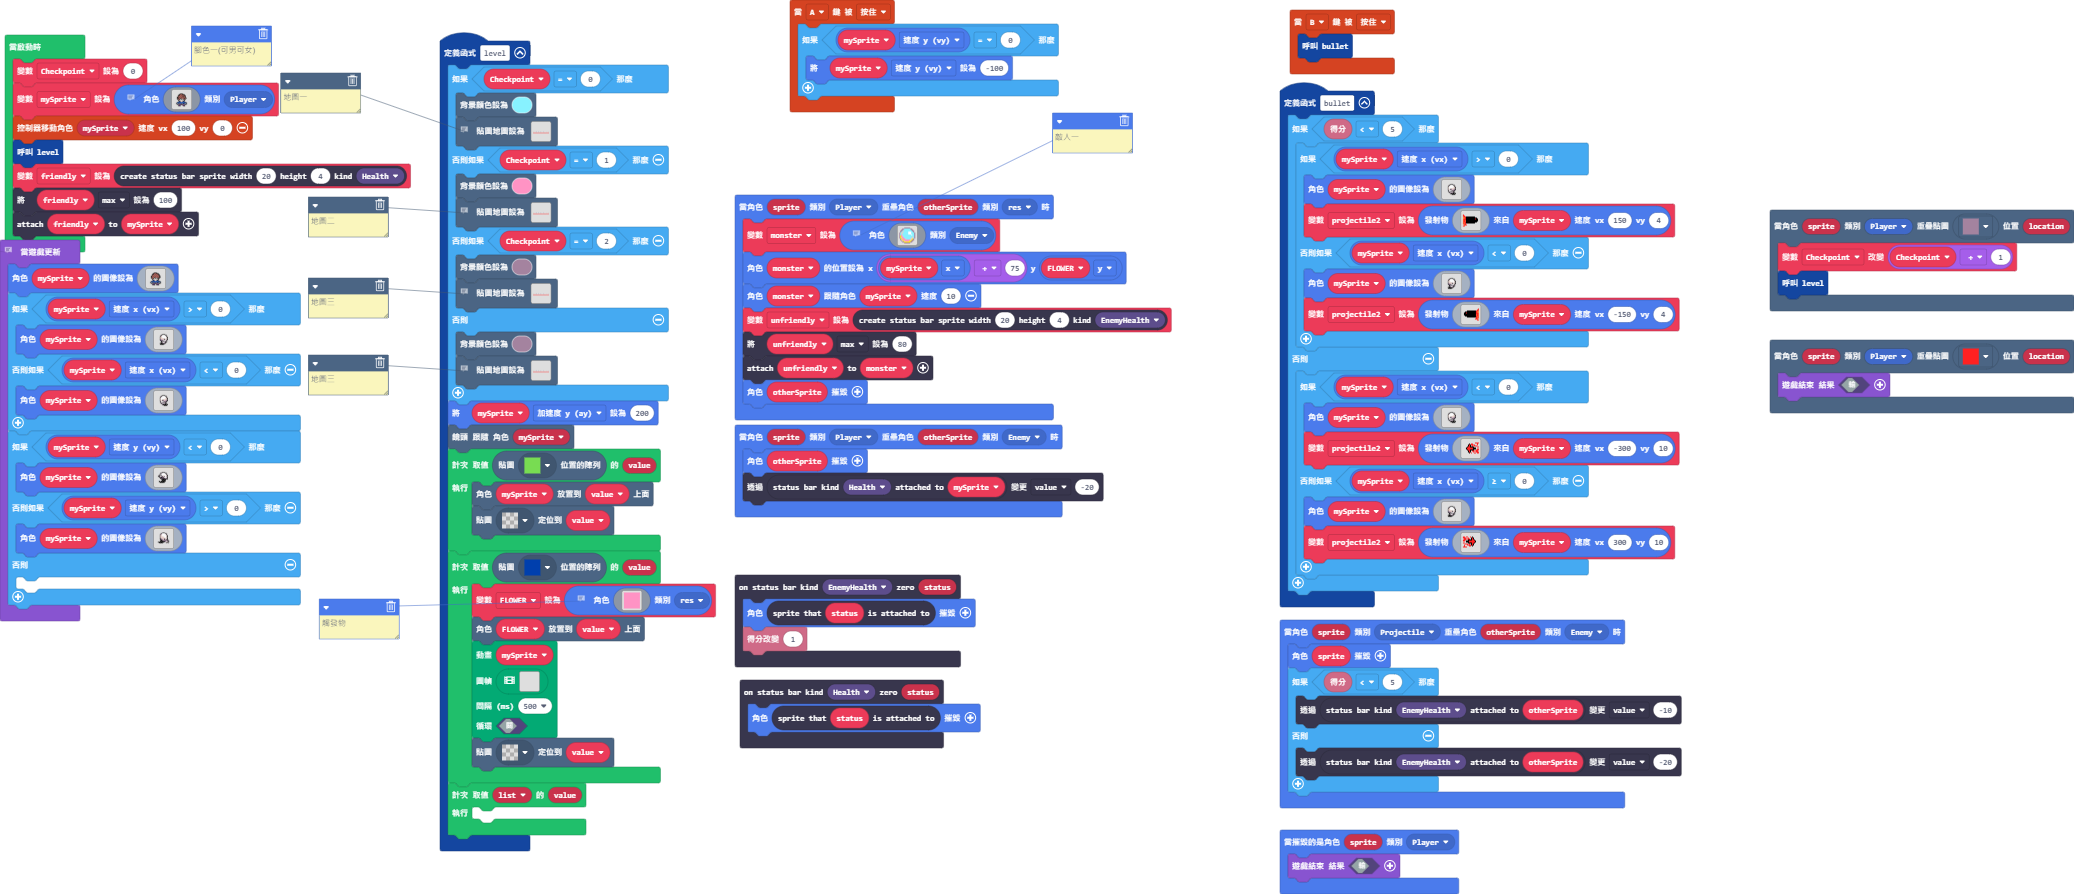 當啟動時
變數 Checkpoint 設為 0
變數 mySprite 設為 角色 類別 Player
控制器移動角色 mySprite 速度 vx 100 vy 0
呼叫 level
變數 friendly 設為 create status bar sprite width 20 height 4 kind Health
將 friendly max 設為 100
attach friendly to mySprite
藍色一(可男可女)
地圖一
地圖二
地圖三
地圖三
觸發物
當遊戲更新
角色 mySprite 的圖像設為
如果 mySprite 速度 x (vx) > 0 那麼
角色 mySprite 的圖像設為
否則如果 mySprite 速度 x (vx) < 0 那麼
角色 mySprite 的圖像設為
如果 mySprite 速度 y (vy) < 0 那麼
角色 mySprite 的圖像設為
否則如果 mySprite 速度 y (vy) > 0 那麼
角色 mySprite 的圖像設為
否則
定義函式 level
如果 Checkpoint = 0 那麼
背景顏色設為
貼圖地圖設為
否則如果 Checkpoint = 1 那麼
背景顏色設為
貼圖地圖設為
否則如果 Checkpoint = 2 那麼
背景顏色設為
貼圖地圖設為
否則
背景顏色設為
貼圖地圖設為
將 mySprite 加速度 y (ay) 設為 200
鏡頭 跟隨 角色 mySprite
計次 取值 貼圖 位置的陣列 的 value
執行
角色 mySprite 放置到 value 上面
貼圖 定位到 value
計次 取值 貼圖 位置的陣列 的 value
執行
變數 FLOWER 設為 角色 類別 res
角色 FLOWER 放置到 value 上面
動畫 mySprite
圖幀
間隔 (ms) 500
循環
貼圖 定位到 value
計次 取值 list 的 value
執行
當 A 鍵 被 按住
如果 mySprite 速度 y (vy) = 0 那麼
將 mySprite 速度 y (vy) 設為 -100
敵人一
當角色 sprite 類別 Player 重疊角色 otherSprite 類別 res 時
變數 monster 設為 角色 類別 Enemy
角色 monster 的位置設為 x mySprite x + 75 y FLOWER y
角色 monster 跟隨角色 mySprite 速度 10
變數 unfriendly 設為 create status bar sprite width 20 height 4 kind EnemyHealth
將 unfriendly max 設為 80
attach unfriendly to monster
角色 otherSprite 摧毀
當角色 sprite 類別 Player 重疊角色 otherSprite 類別 Enemy 時
角色 otherSprite 摧毀
透過 status bar kind Health attached to mySprite 變更 value -20
on status bar kind EnemyHealth zero status
角色 sprite that status is attached to 摧毀
得分改變 1
on status bar kind Health zero status
角色 sprite that status is attached to 摧毀
當 B 鍵 被 按住
呼叫 bullet
定義函式 bullet
如果 得分 < 5 那麼
如果 mySprite 速度 x (vx) > 0 那麼
角色 mySprite 的圖像設為
變數 projectile2 設為 發射物 來自 mySprite 速度 vx 150 vy 4
否則如果 mySprite 速度 x (vx) < 0 那麼
角色 mySprite 的圖像設為
變數 projectile2 設為 發射物 來自 mySprite 速度 vx -150 vy 4
否則
如果 mySprite 速度 x (vx) < 0 那麼
角色 mySprite 的圖像設為
變數 projectile2 設為 發射物 來自 mySprite 速度 vx -300 vy 10
否則如果 mySprite 速度 x (vx) ≥ 0 那麼
角色 mySprite 的圖像設為
變數 projectile2 設為 發射物 來自 mySprite 速度 vx 300 vy 10
當角色 sprite 類別 Projectile 重疊角色 otherSprite 類別 Enemy 時
角色 sprite 摧毀
如果 得分 < 5 那麼
透過 status bar kind EnemyHealth attached to otherSprite 變更 value -10
否則
透過 status bar kind EnemyHealth attached to otherSprite 變更 value -20
當摧毀的是角色 sprite 類別 Player
遊戲結束 結果
當角色 sprite 類別 Player 重疊貼圖 位置 location
變數 Checkpoint 改變 Checkpoint + 1
呼叫 level
當角色 sprite 類別 Player 重疊貼圖 位置 location
遊戲結束 結果